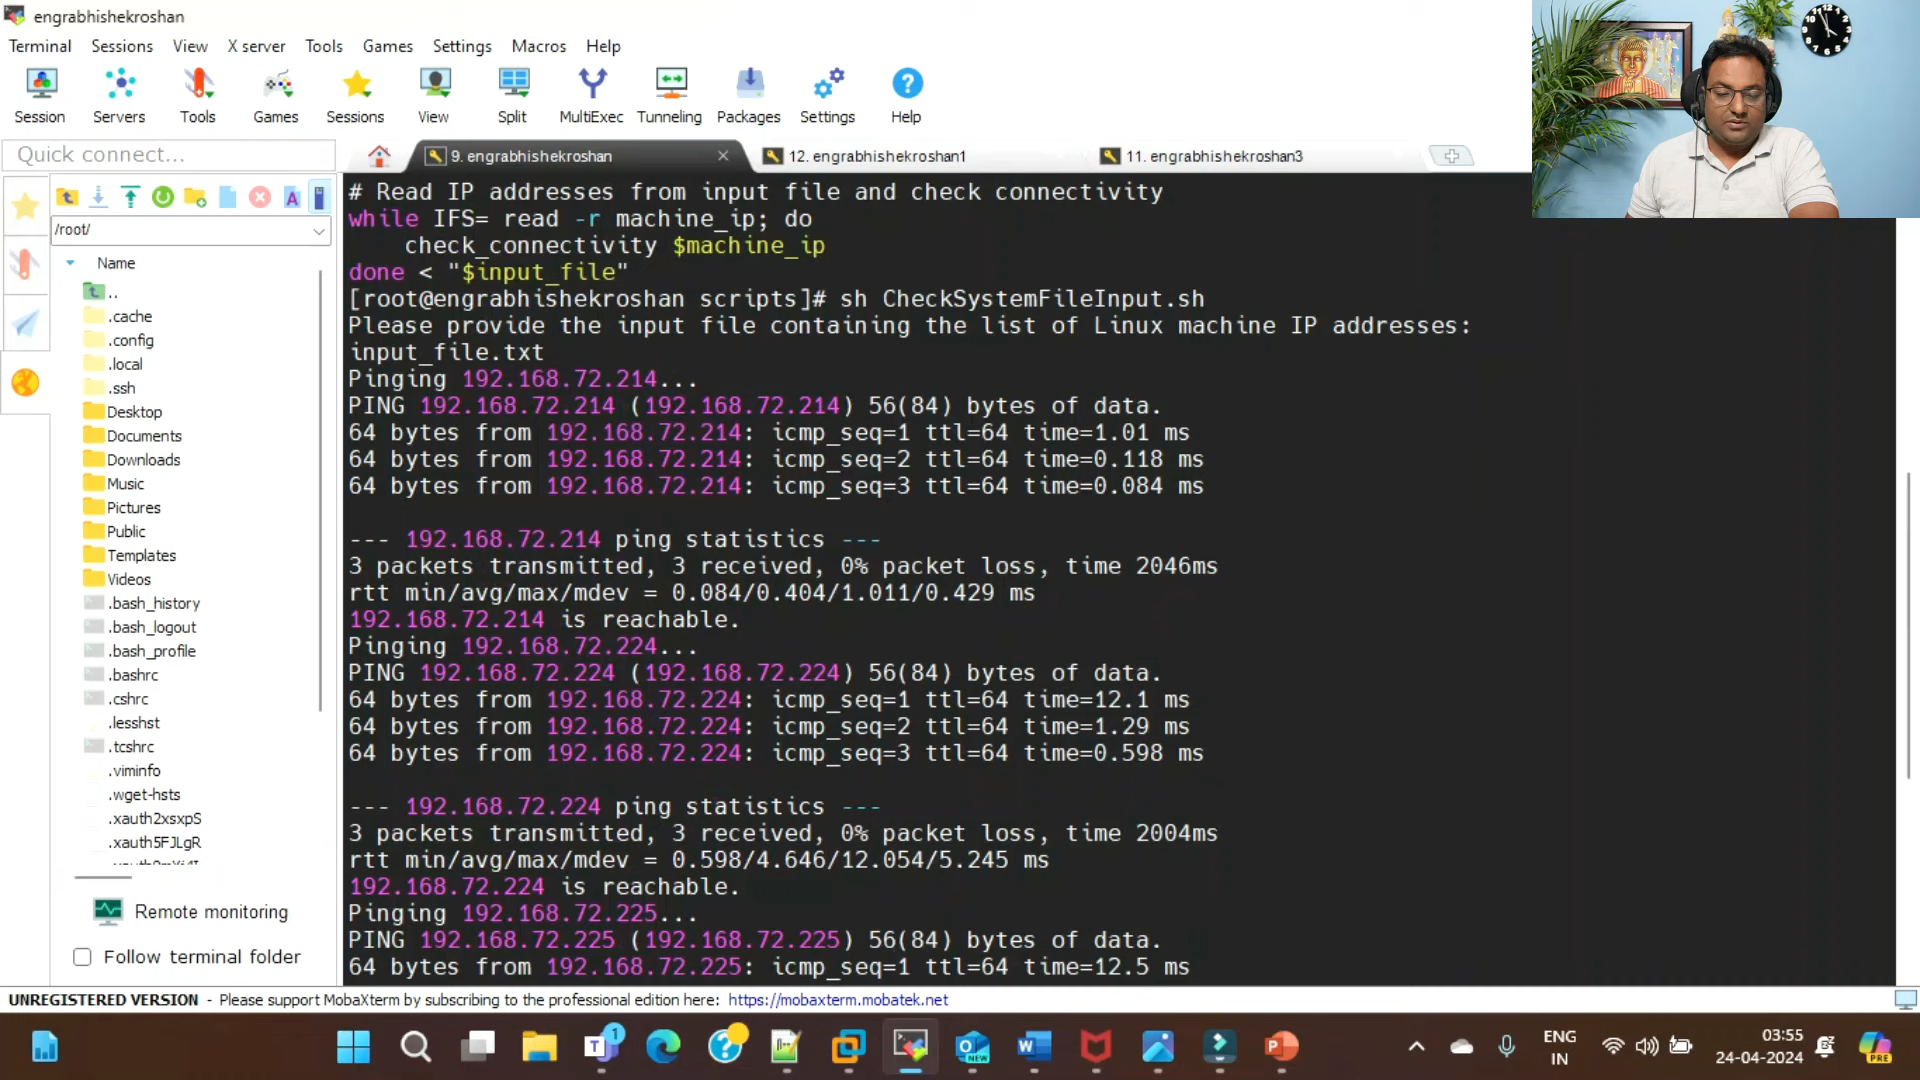 engrabhishekroshan
Terminal Sessions View X server Tools Games Settings Macros Help
Session Servers Tools Games Sessions View Split MultiExec Tunneling Packages Settings Help
Quick connect...
9. engrabhishekroshan
12. engrabhishekroshan1
11. engrabhishekroshan3
/root/
Name
..
.cache
.config
.local
.ssh
Desktop
Documents
Downloads
Music
Pictures
Public
Templates
Videos
.bash_history
.bash_logout
.bash_profile
.bashrc
.cshrc
.lesshst
.tcshrc
.viminfo
.wget-hsts
.xauth2xsxpS
.xauth5FJLgR
Remote monitoring
Follow terminal folder
# Read IP addresses from input file and check connectivity
while IFS= read -r machine_ip; do
    check_connectivity $machine_ip
done < "$input_file"
[root@engrabhishekroshan scripts]# sh CheckSystemFileInput.sh
Please provide the input file containing the list of Linux machine IP addresses:
input_file.txt
Pinging 192.168.72.214...
PING 192.168.72.214 (192.168.72.214) 56(84) bytes of data.
64 bytes from 192.168.72.214: icmp_seq=1 ttl=64 time=1.01 ms
64 bytes from 192.168.72.214: icmp_seq=2 ttl=64 time=0.118 ms
64 bytes from 192.168.72.214: icmp_seq=3 ttl=64 time=0.084 ms
--- 192.168.72.214 ping statistics ---
3 packets transmitted, 3 received, 0% packet loss, time 2046ms
rtt min/avg/max/mdev = 0.084/0.404/1.011/0.429 ms
192.168.72.214 is reachable.
Pinging 192.168.72.224...
PING 192.168.72.224 (192.168.72.224) 56(84) bytes of data.
64 bytes from 192.168.72.224: icmp_seq=1 ttl=64 time=12.1 ms
64 bytes from 192.168.72.224: icmp_seq=2 ttl=64 time=1.29 ms
64 bytes from 192.168.72.224: icmp_seq=3 ttl=64 time=0.598 ms
--- 192.168.72.224 ping statistics ---
3 packets transmitted, 3 received, 0% packet loss, time 2004ms
rtt min/avg/max/mdev = 0.598/4.646/12.054/5.245 ms
192.168.72.224 is reachable.
Pinging 192.168.72.225...
PING 192.168.72.225 (192.168.72.225) 56(84) bytes of data.
64 bytes from 192.168.72.225: icmp_seq=1 ttl=64 time=12.5 ms
UNREGISTERED VERSION - Please support MobaXterm by subscribing to the professional edition here: https://mobaxterm.mobatek.net
ENG
IN
03:55
24-04-2024